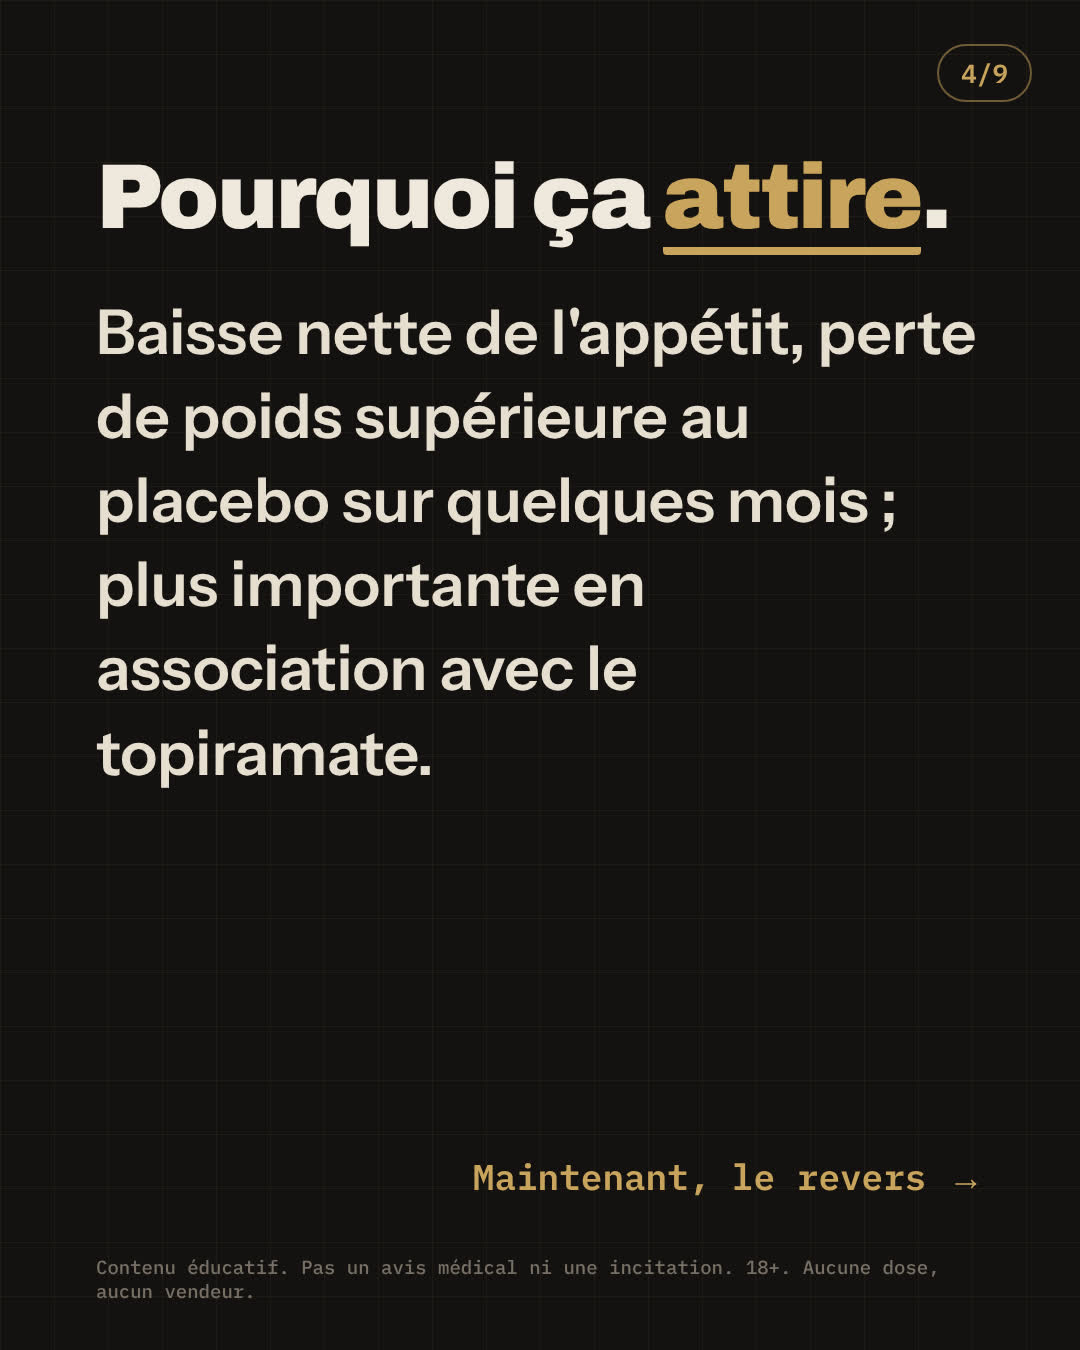 4/9
Pourquoi ça attire.
Baisse nette de l'appétit, perte
de poids supérieure au
placebo sur quelques mois ;
plus importante en
association avec le
topiramate.
Maintenant, le revers →
Contenu éducatif. Pas un avis médical ni une incitation. 18+. Aucune dose,
aucun vendeur.